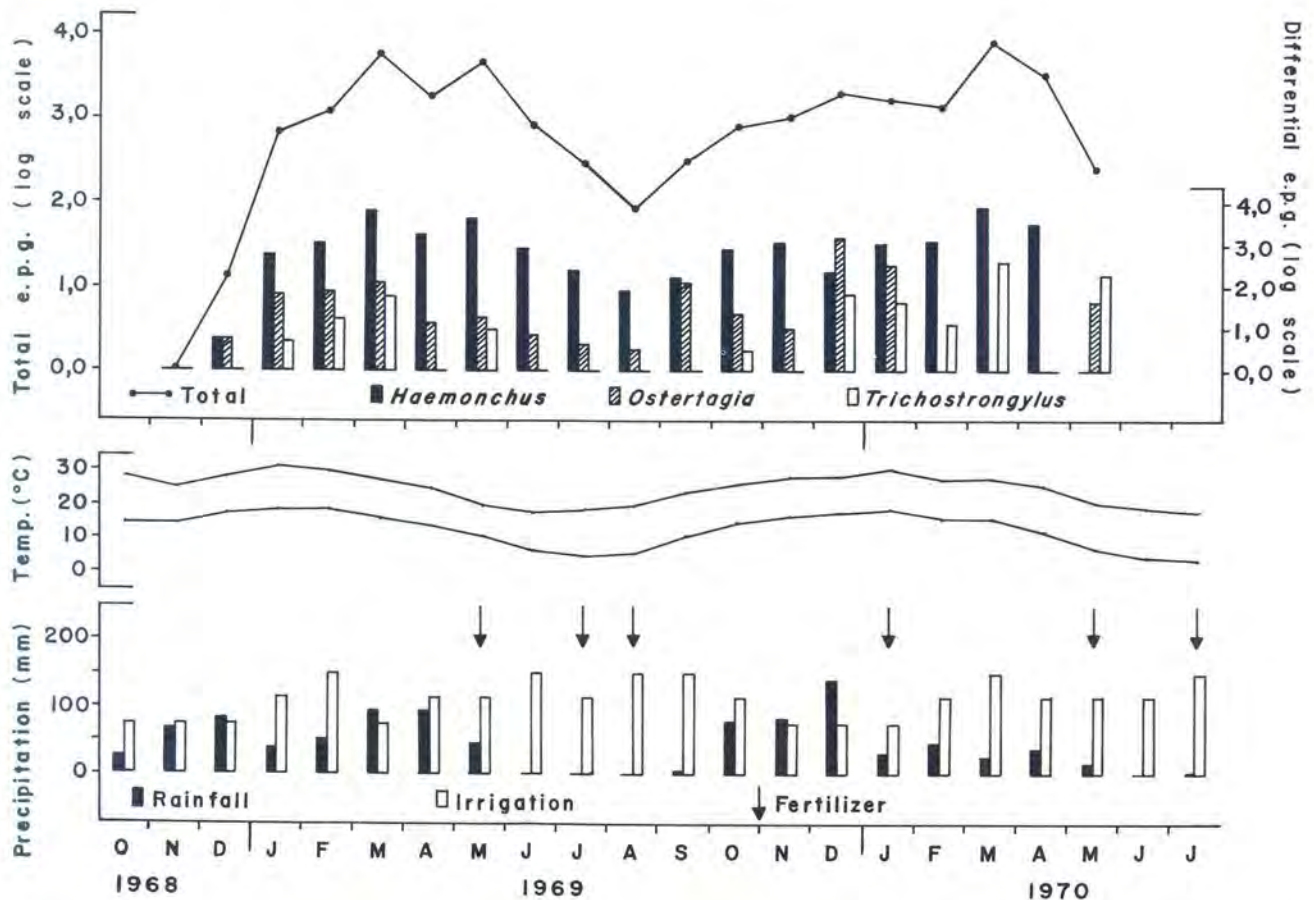 Total e.p.g. (log scale)
4,0
3,0
2,0
1,0
0,0
Differential e.p.g. (log scale)
4,0
3,0
2,0
1,0
0,0
Total
Haemonchus
Ostertagia
Trichostrongylus
Temp.(°C)
30
20
10
0
Precipitation (mm)
200
100
0
Rainfall
Irrigation
Fertilizer
O N D J F M A M J J A S O N D J F M A M J J
1968 1969 1970